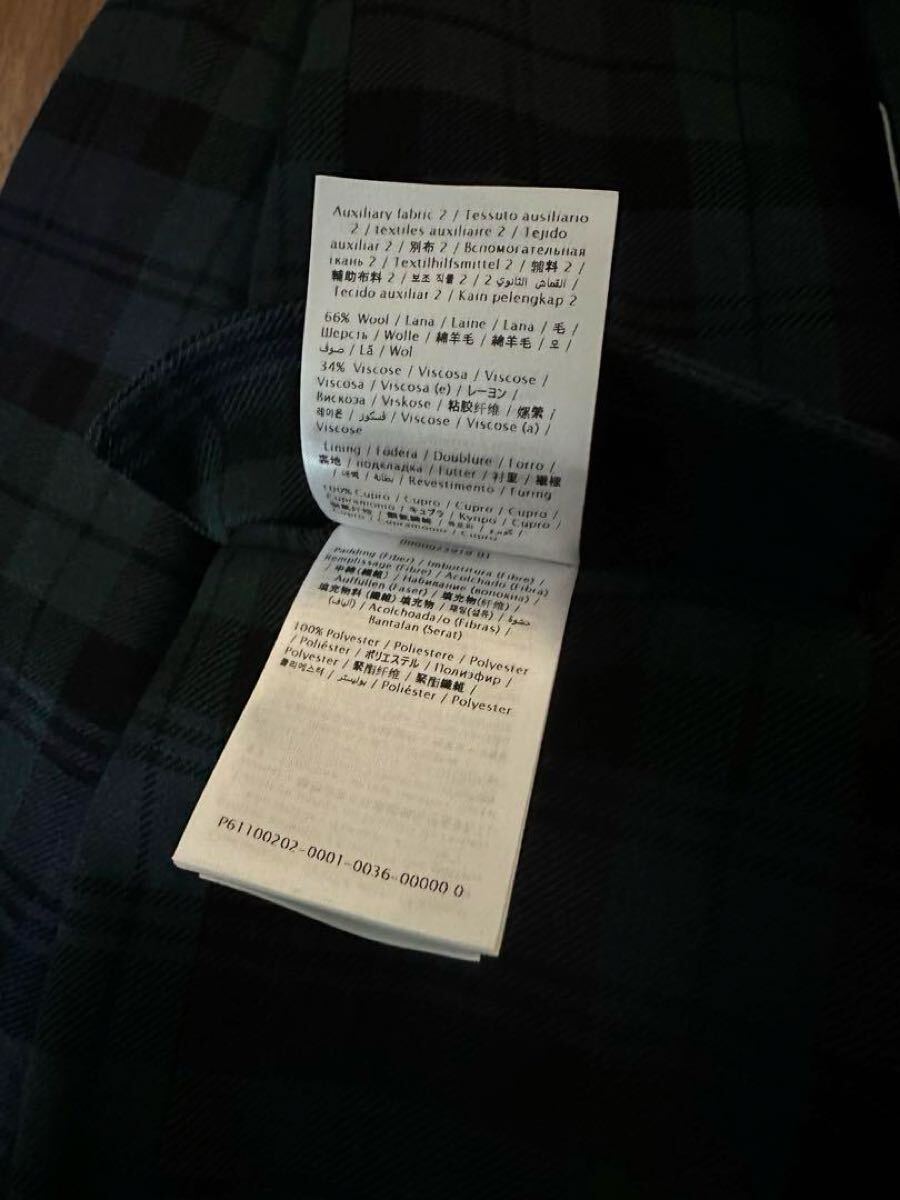 Auxiliary fabric 2 / Tessuto ausiliario
2 / textiles auxiliaire 2 / Tejido
auxiliar 2 / 別布 2 / Вспомогательная
ткань 2 / Textilhilfsmittel 2 / 辅料 2 /
輔助布料 2 / 보조 직물 2 / 2 القماش الثانوي /
Tecido auxiliar 2 / Kain pelengkap 2
66% Wool / Lana / Laine / Lana / 毛 /
Шерсть / Wolle / 綿羊毛 / 綿羊毛 / 모 /
صوف / Lã / Wol
34% Viscose / Viscosa / Viscose /
Viscosa / Viscosa (e) / レーヨン /
Вискоза / Viskose / 粘胶纤维 / 嫘縈 /
레이온 / فسكوز / Viscose / Viscose (a) /
Viscose
Lining / Fodera / Doublure / Forro /
裏地 / подкладка / Futter / 衬里 / 襯裡
/ 안감 / بطانة / Revestimento / Furing
100% Cupro / Cupro / Cupro / Cupro /
Cupramonio / キュプラ / Купро / Cupro /
/ Cupro / Cuprammonio / Cupro
Padding (Fiber) / Imbottitura (Fibre) /
Remplissage (Fibre) / Acolchado (Fibra)
/ 中綿 (繊維) / Набивание (волокна) /
Auffüllen (Faser) / 填充物(纤维) /
填充物料 (纖維) 填充物 / 패딩(섬유) / حشوة
(الياف) / Acolchoada/o (Fibras) /
Bantalan (Serat)
100% Polyester / Poliestere / Polyester
/ Poliéster / ポリエステル / Полиэфир /
Polyester / 聚酯纤维 / 聚酯纖維 /
폴리에스터 / بوليستر / Poliéster / Polyester
P61100202-0001-0036-00000 0